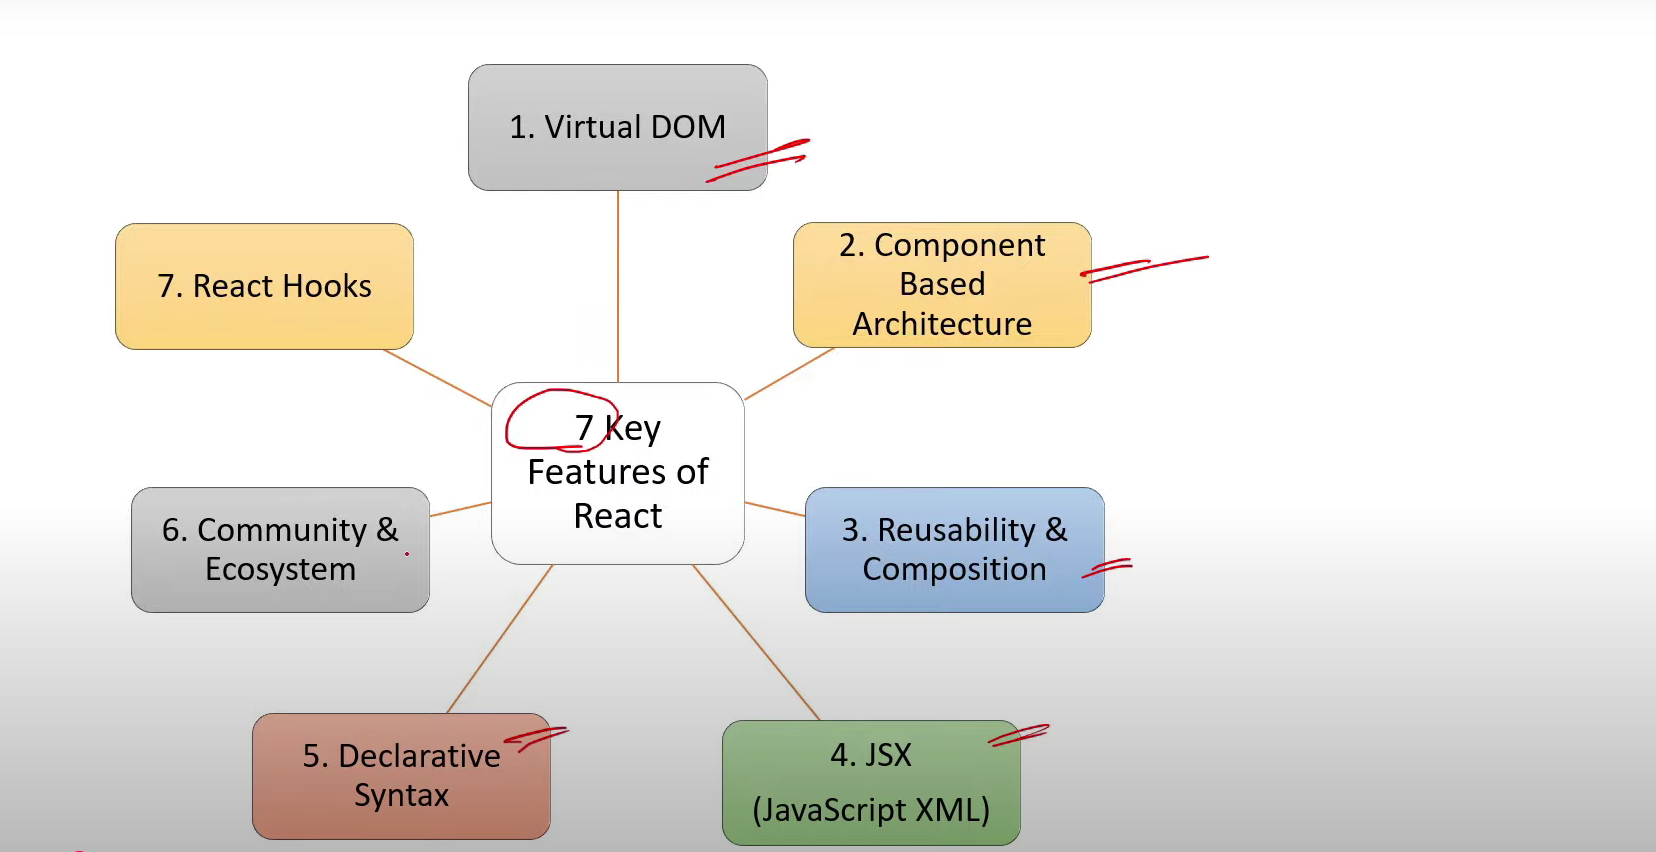 1. Virtual DOM
7. React Hooks
2. Component
Based
Architecture
7 Key
Features of
React
6. Community &
Ecosystem
3. Reusability &
Composition
5. Declarative
Syntax
4. JSX
(JavaScript XML)